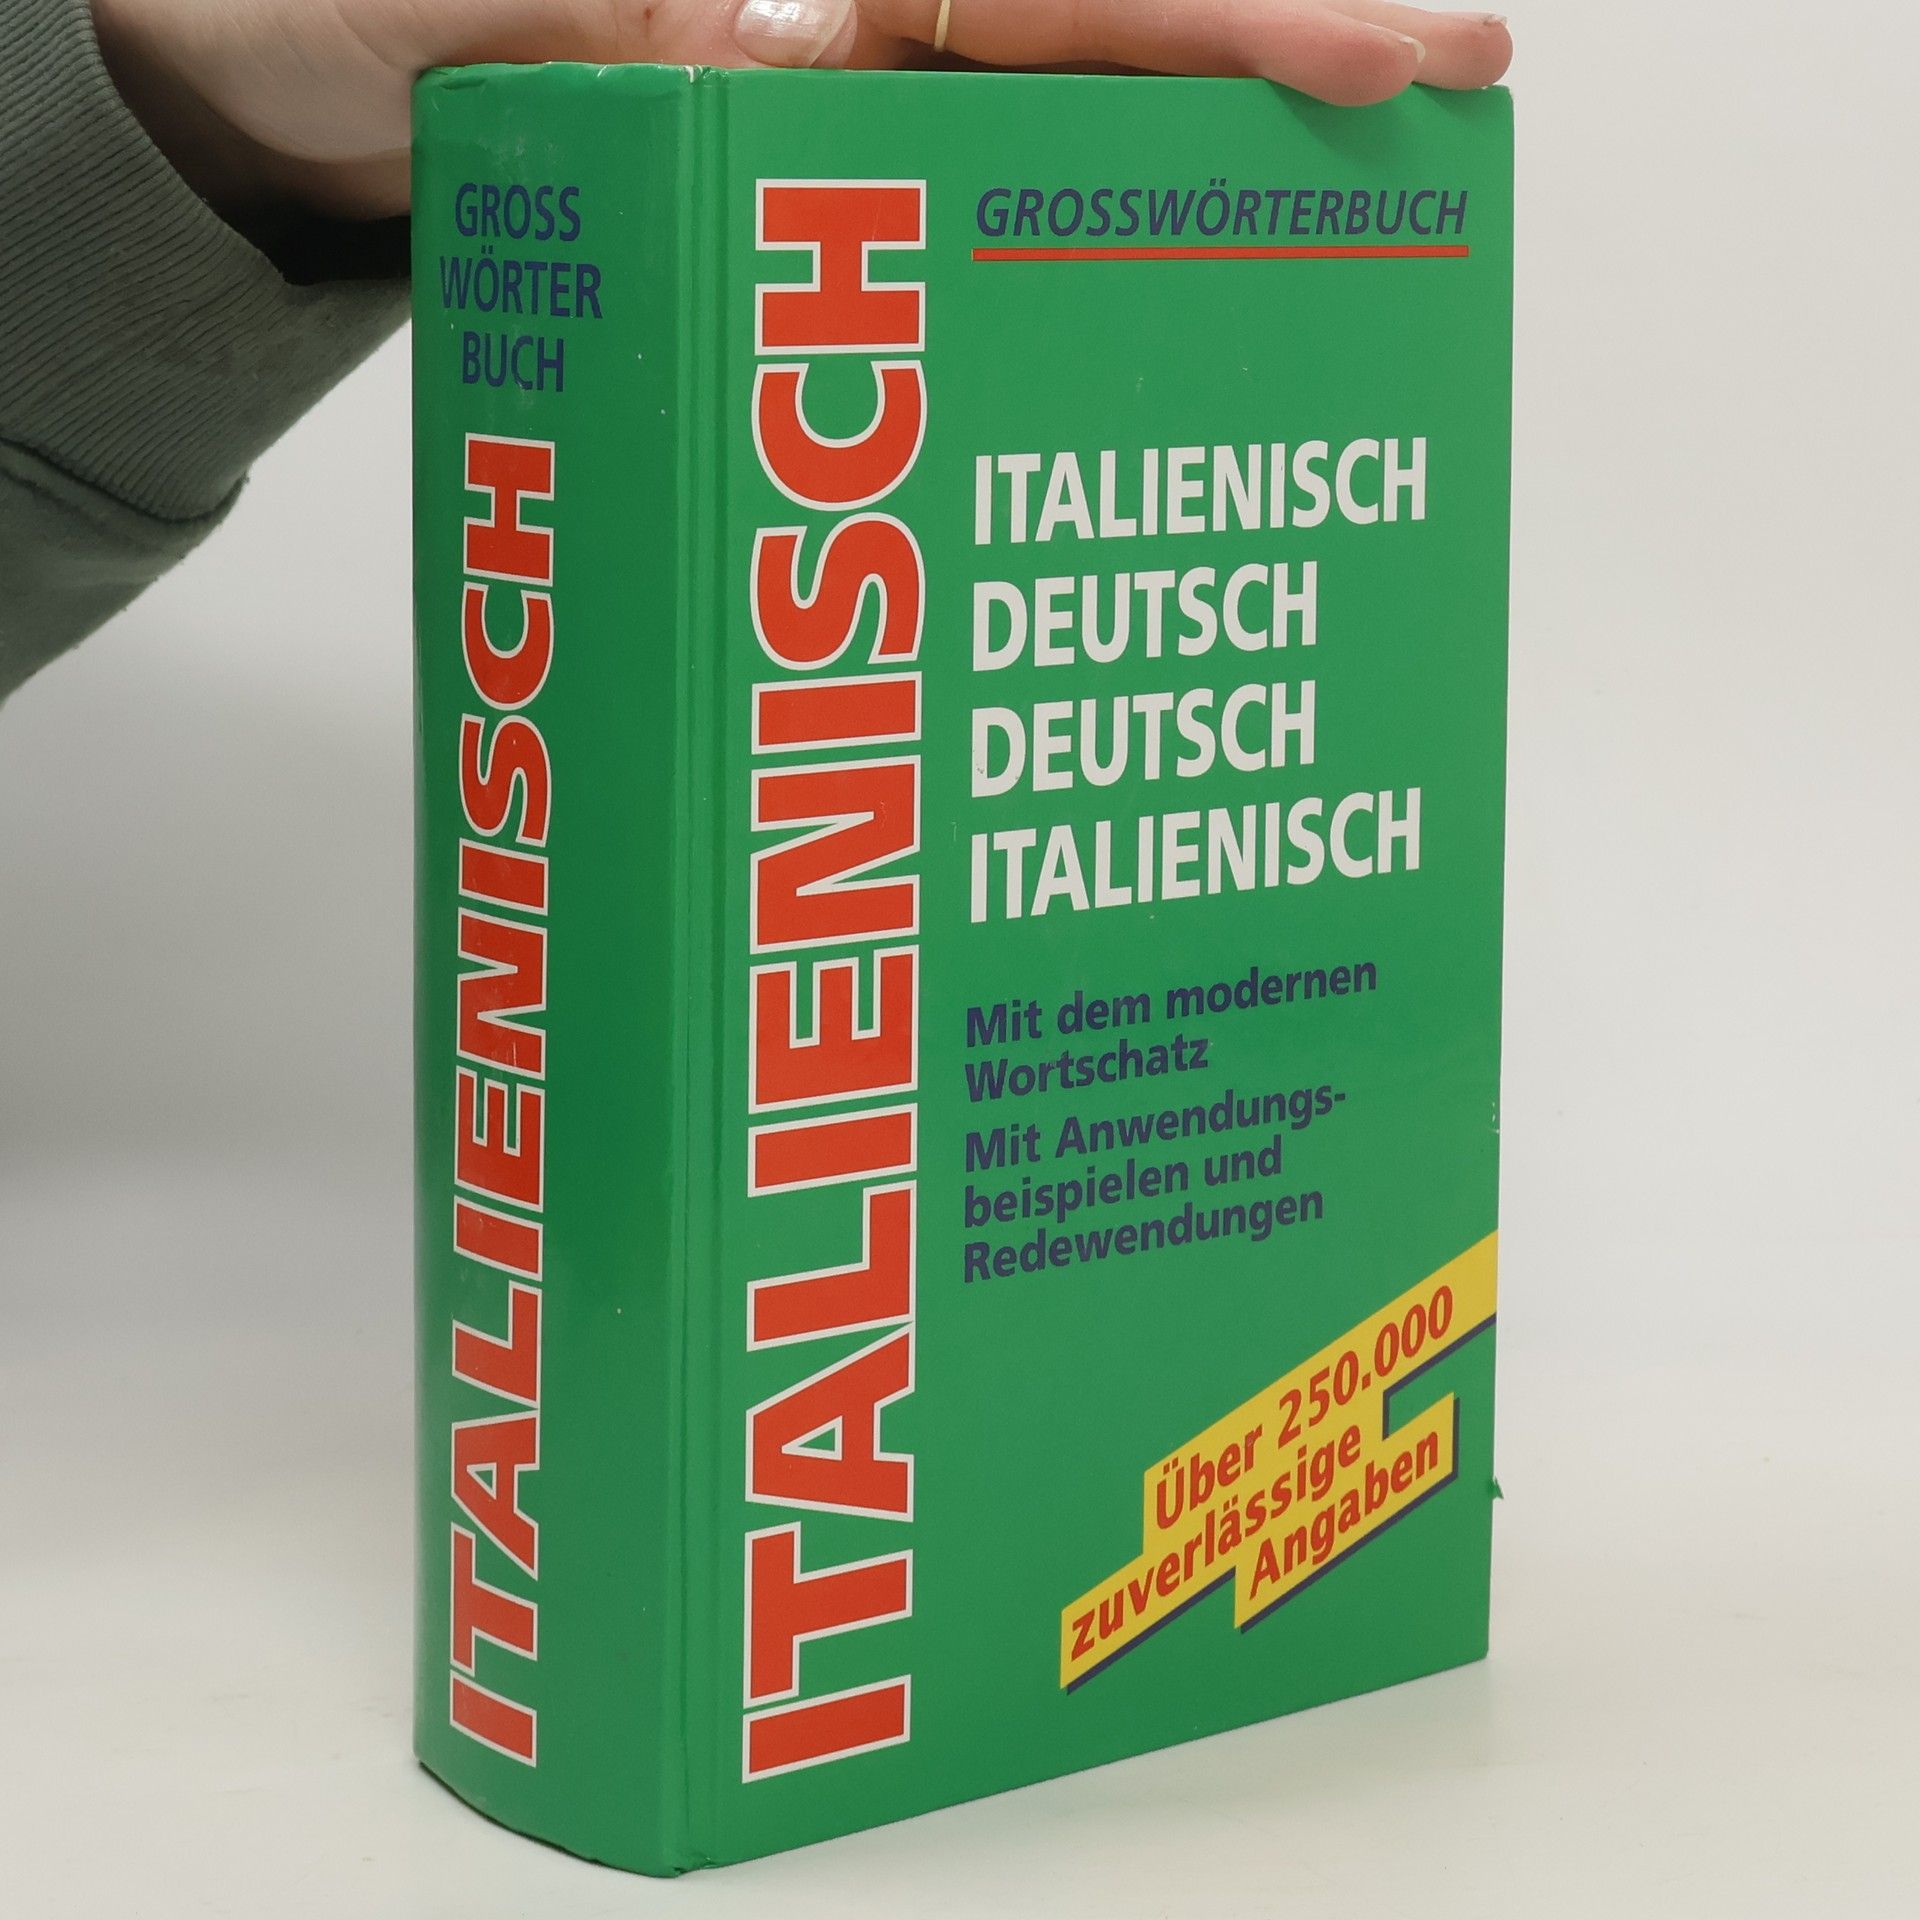 GROSS
WÖRTER
BUCH
ITALIENISCH
ITALIENISCH
GROSSWÖRTERBUCH
ITALIENISCH
DEUTSCH
DEUTSCH
ITALIENISCH
Mit dem modernen
Wortschatz
Mit Anwendungs-
beispielen und
Redewendungen
Über 250.000
zuverlässige
Angaben